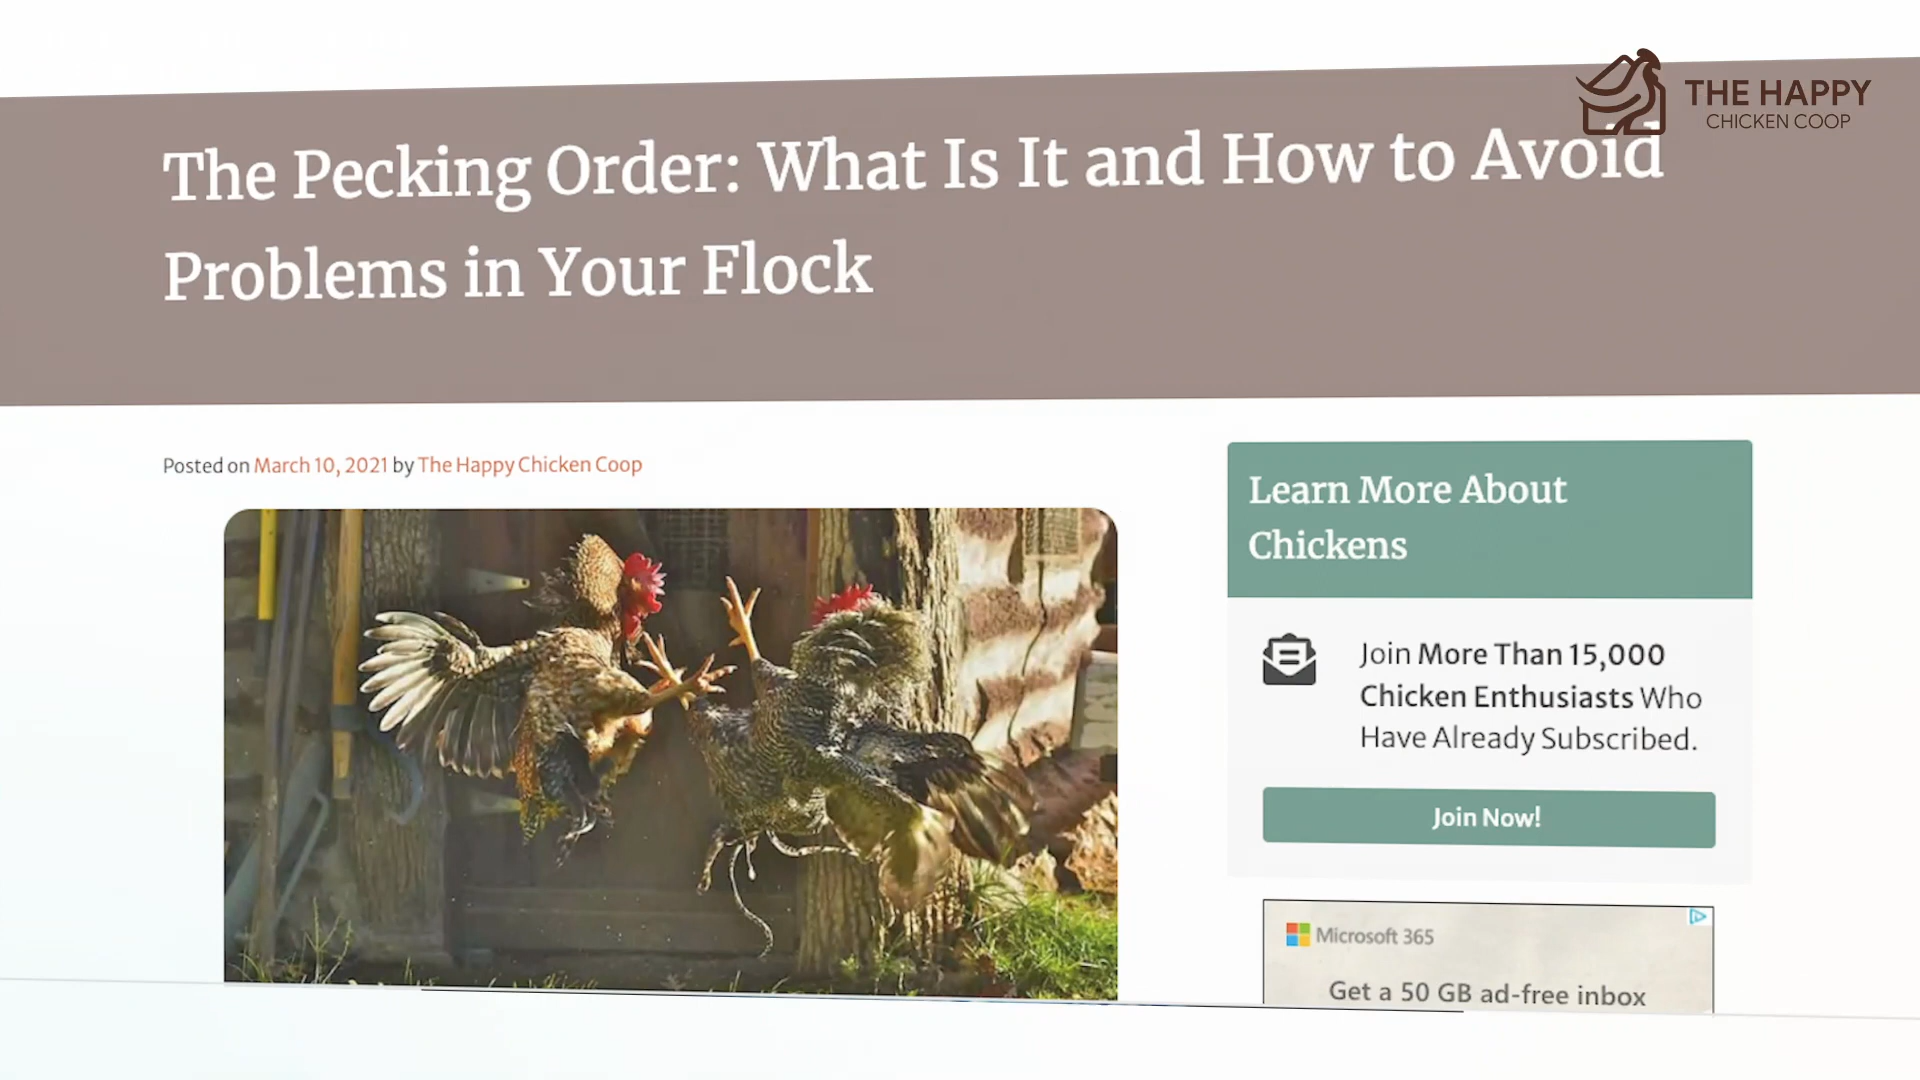 THE HAPPY
CHICKEN COOP
The Pecking Order: What Is It and How to Avoid
Problems in Your Flock
Posted on March 10, 2021 by The Happy Chicken Coop
Learn More About
Chickens
Join More Than 15,000
Chicken Enthusiasts Who
Have Already Subscribed.
Join Now!
Microsoft 365
Get a 50 GB ad-free inbox